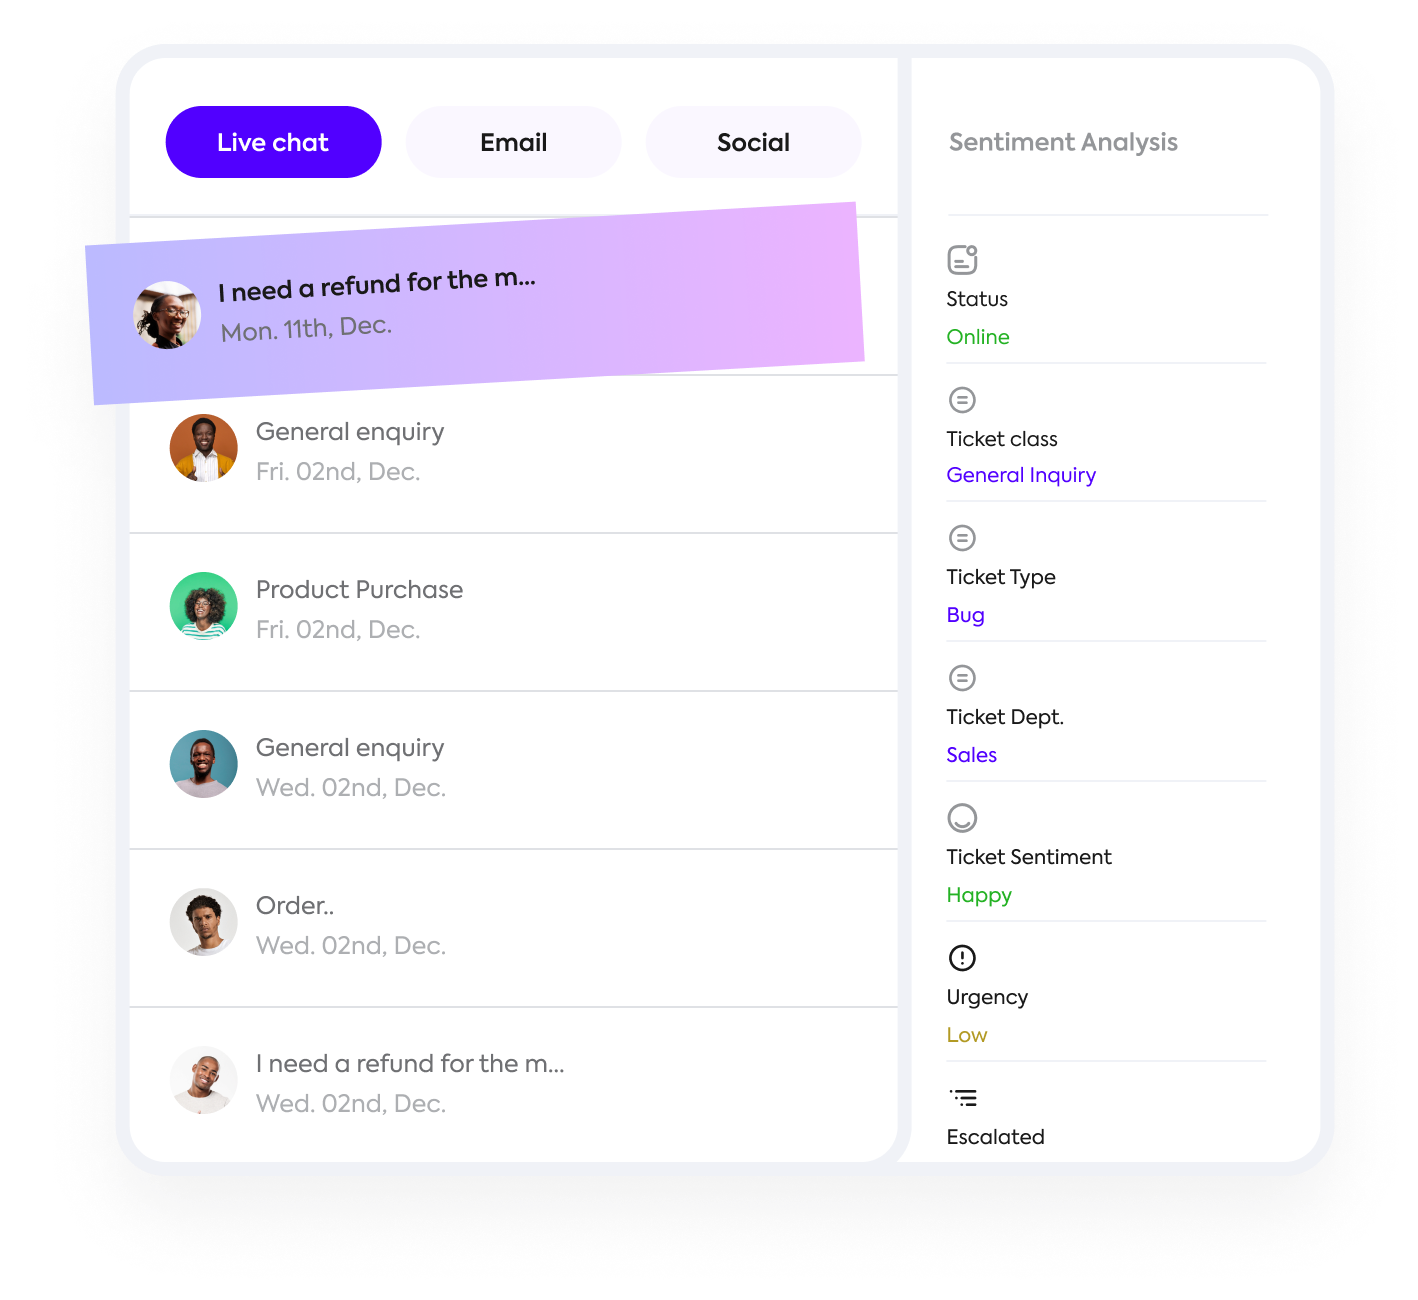 Live chat
Email
Social
I need a refund for the m...
Mon. 11th, Dec.
General enquiry
Fri. 02nd, Dec.
Product Purchase
Fri. 02nd, Dec.
General enquiry
Wed. 02nd, Dec.
Order..
Wed. 02nd, Dec.
I need a refund for the m...
Wed. 02nd, Dec.
Sentiment Analysis
Status
Online
Ticket class
General Inquiry
Ticket Type
Bug
Ticket Dept.
Sales
Ticket Sentiment
Happy
Urgency
Low
Escalated